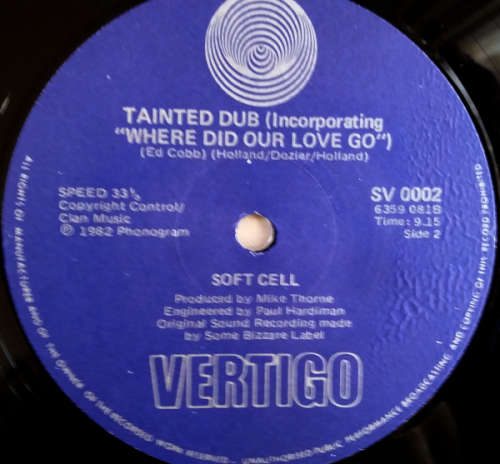 TAINTED DUB (Incorporating
"WHERE DID OUR LOVE GO")
(Ed Cobb) (Holland/Dozier/Holland)
SPEED 33⅓
Copyright Control/
Clan Music
Ⓟ 1982 Phonogram
SV 0002
6359 081B
Time: 9.15
Side 2
SOFT CELL
Produced by Mike Thorne
Engineered by Paul Hardiman
Original Sound Recording made
by Some Bizzare Label
VERTIGO
ALL RIGHTS OF MANUFACTURER AND OF THE OWNER OF THE RECORDED WORK RESERVED — UNAUTHORISED PUBLIC PERFORMANCE BROADCASTING AND COPYING OF THIS RECORD PROHIBITED